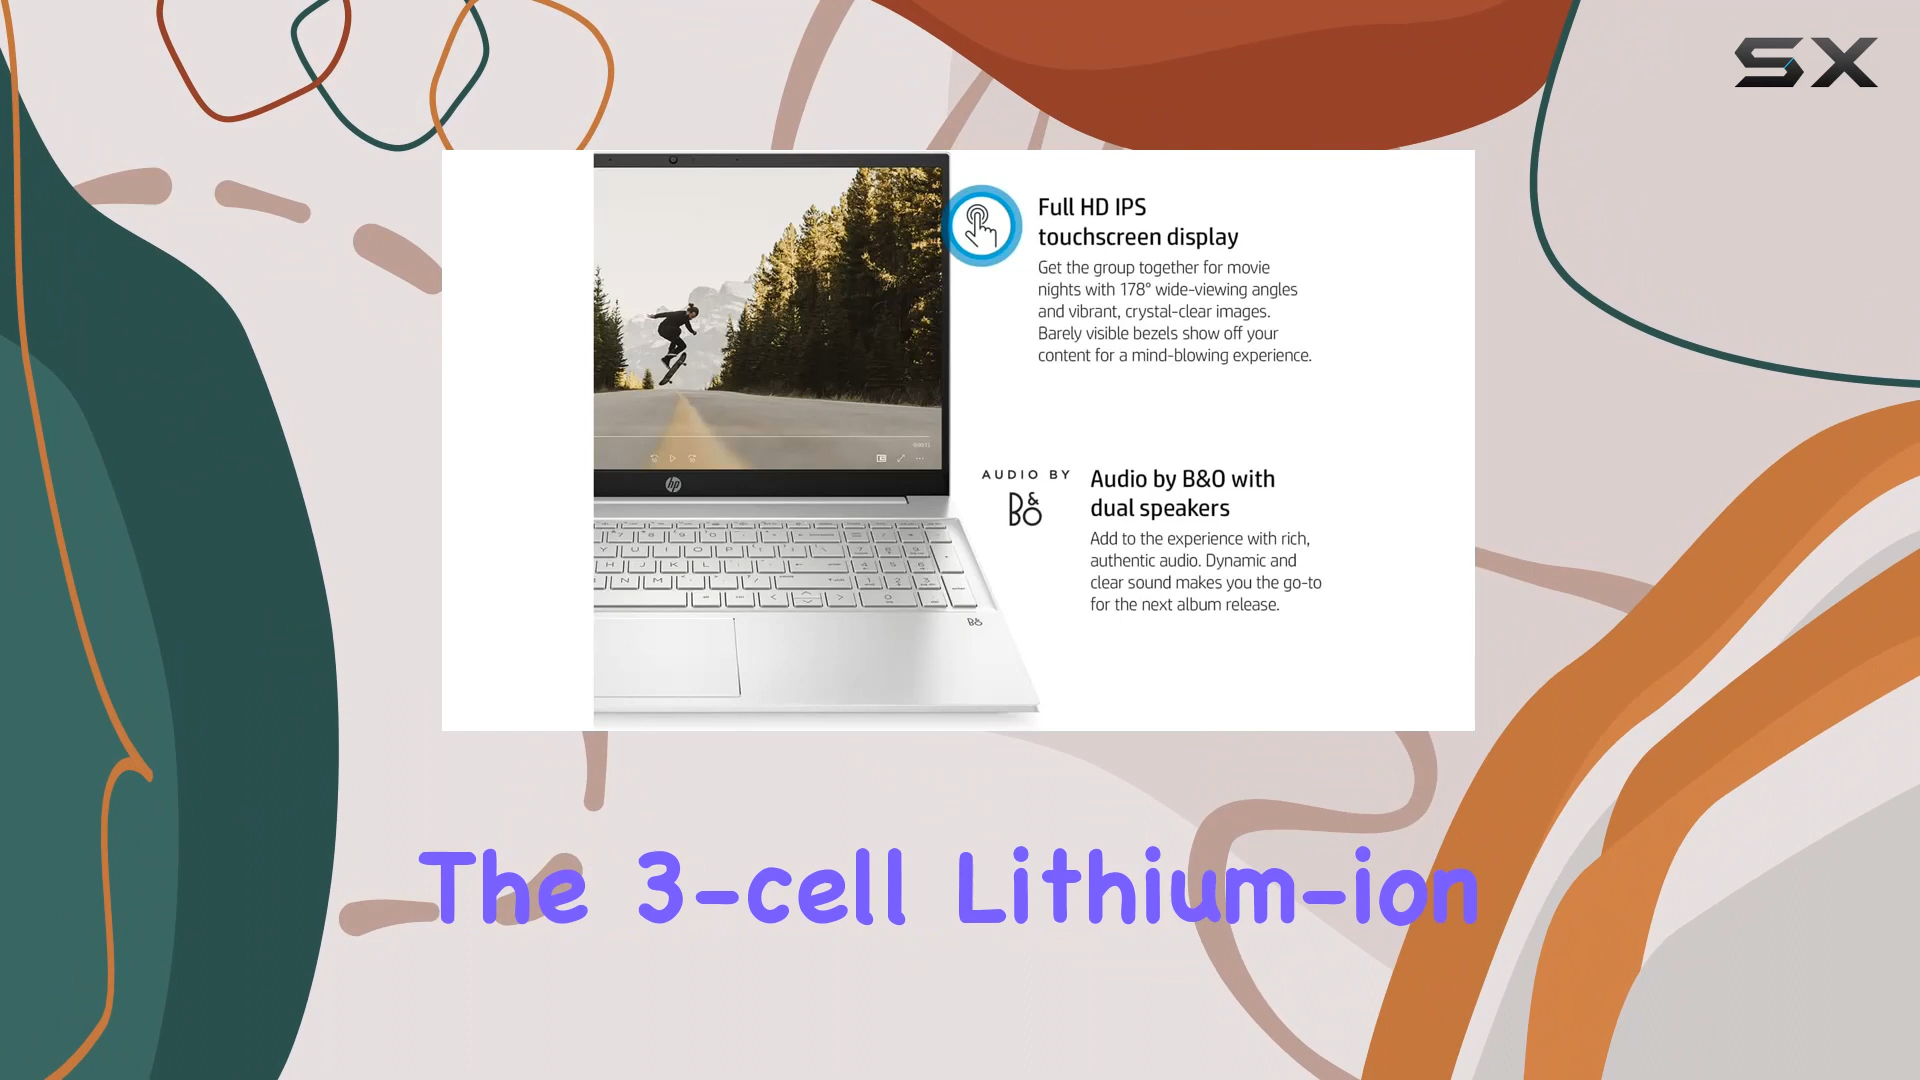 SX
Full HD IPS
touchscreen display
Get the group together for movie
nights with 178° wide-viewing angles
and vibrant, crystal-clear images.
Barely visible bezels show off your
content for a mind-blowing experience.
hp
AUDIO BY
B&O
Audio by B&O with
dual speakers
Add to the experience with rich,
authentic audio. Dynamic and
clear sound makes you the go-to
for the next album release.
B&O
The 3-cell Lithium-ion